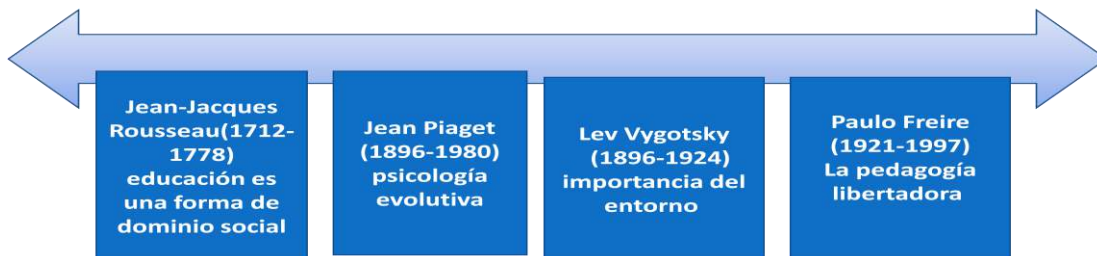 Jean-Jacques
Rousseau(1712-
1778)
educación es
una forma de
dominio social
Jean Piaget
(1896-1980)
psicología
evolutiva
Lev Vygotsky
(1896-1924)
importancia del
entorno
Paulo Freire
(1921-1997)
La pedagogía
libertadora